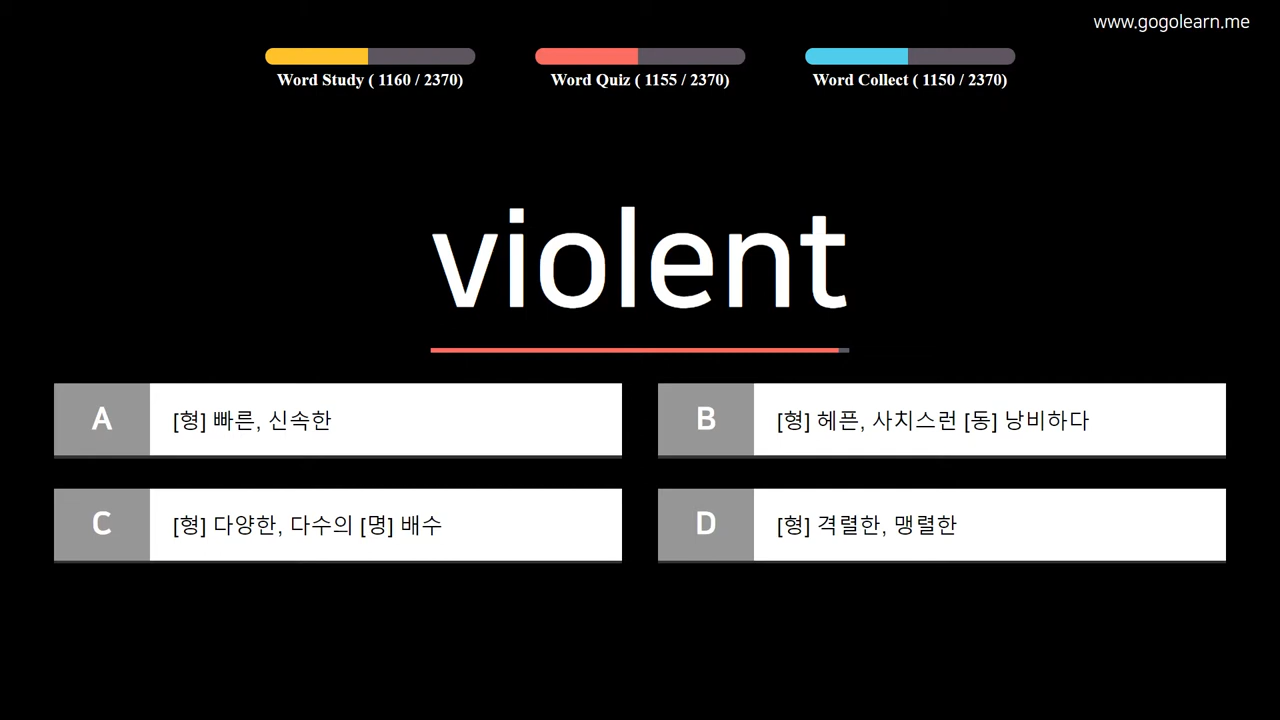 www.gogolearn.me
Word Study ( 1160 / 2370)
Word Quiz ( 1155 / 2370)
Word Collect ( 1150 / 2370)
violent
A [형] 빠른, 신속한
B [형] 헤픈, 사치스런 [동] 낭비하다
C [형] 다양한, 다수의 [명] 배수
D [형] 격렬한, 맹렬한